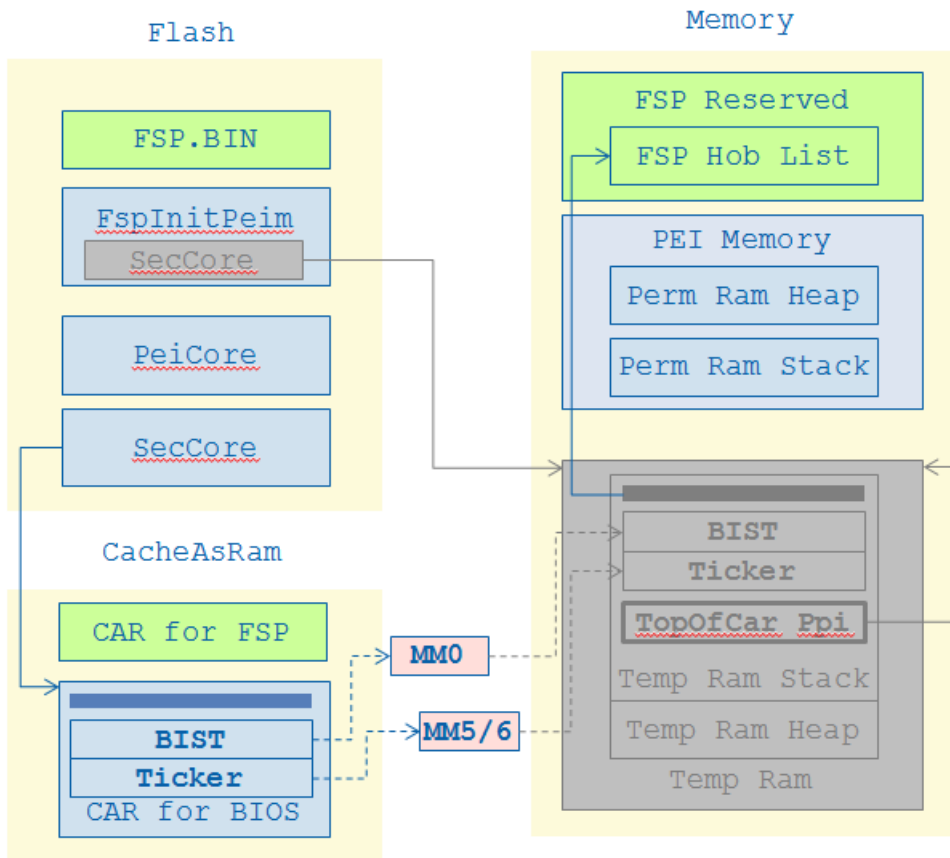 Flash
FSP.BIN
FspInitPeim
SecCore
PeiCore
SecCore
CacheAsRam
CAR for FSP
BIST
Ticker
CAR for BIOS
MM0
MM5/6
Memory
FSP Reserved
FSP Hob List
PEI Memory
Perm Ram Heap
Perm Ram Stack
BIST
Ticker
TopOfCar Ppi
Temp Ram Stack
Temp Ram Heap
Temp Ram